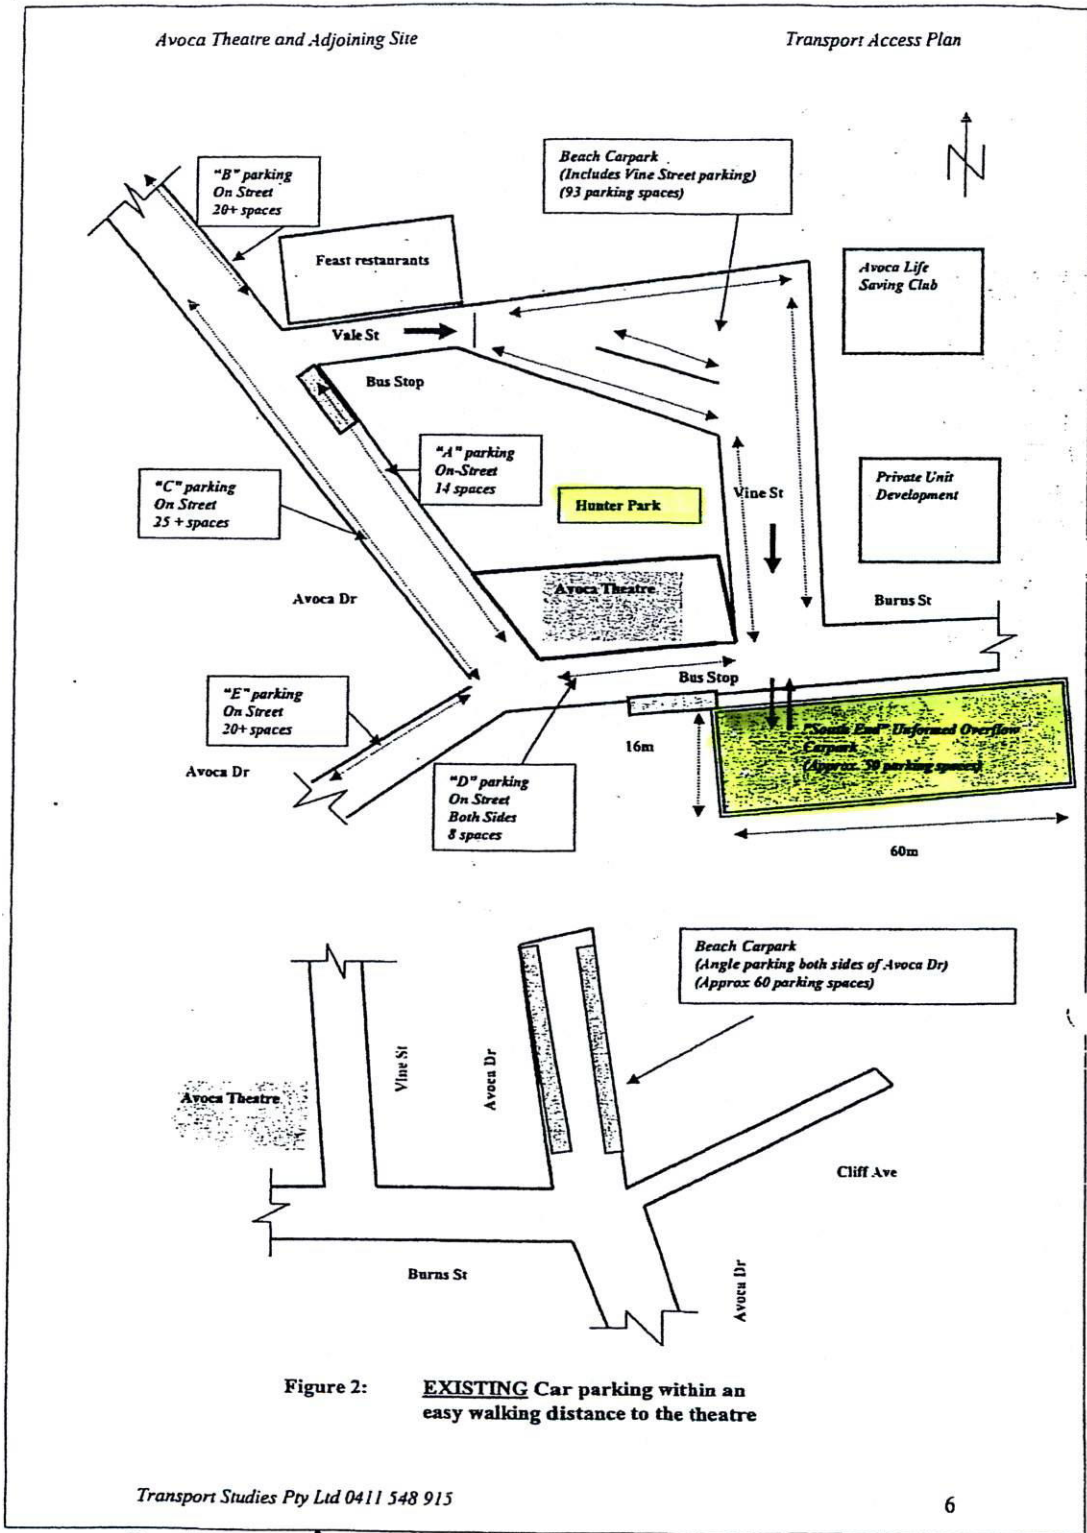 Avoca Theatre and Adjoining Site
Transport Access Plan
N
"B" parking
On Street
20+ spaces
Beach Carpark
(Includes Vine Street parking)
(93 parking spaces)
Feast restaurants
Avoca Life
Saving Club
Vale St
Bus Stop
"A" parking
On-Street
14 spaces
"C" parking
On Street
25 + spaces
Hunter Park
Vine St
Private Unit
Development
Avoca Theatre
Avoca Dr
Burns St
Bus Stop
"E" parking
On Street
20+ spaces
"South End" Unformed Overflow
Carpark
(Approx. 50 parking spaces)
16m
Avoca Dr
"D" parking
On Street
Both Sides
8 spaces
60m
Beach Carpark
(Angle parking both sides of Avoca Dr)
(Approx 60 parking spaces)
Vine St
Avoca Dr
Avoca Theatre
Cliff Ave
Burns St
Avoca Dr
Figure 2: EXISTING Car parking within an
easy walking distance to the theatre
Transport Studies Pty Ltd 0411 548 915
6